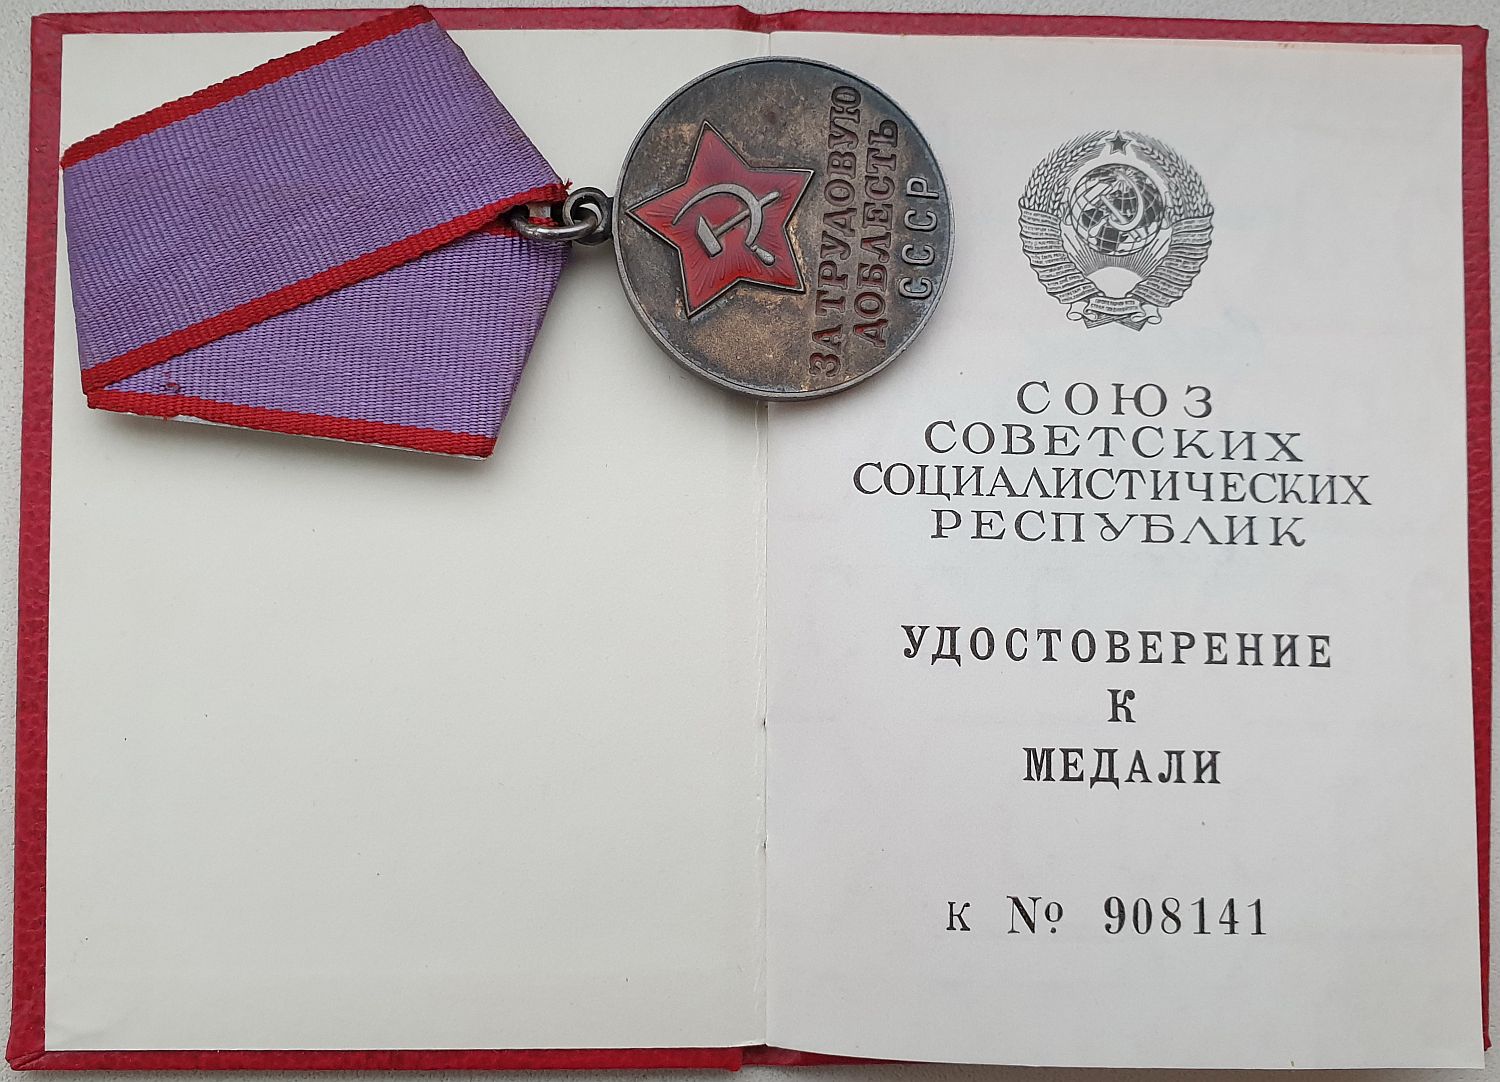 ЗА ТРУДОВУЮ
ДОБЛЕСТЬ
СССР
СОЮЗ
СОВЕТСКИХ
СОЦИАЛИСТИЧЕСКИХ
РЕСПУБЛИК
УДОСТОВЕРЕНИЕ
К
МЕДАЛИ
К № 908141